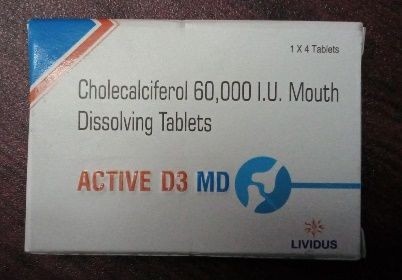 1 X 4 Tablets
Cholecalciferol 60,000 I.U. Mouth
Dissolving Tablets
ACTIVE D3 MD
LIVIDUS